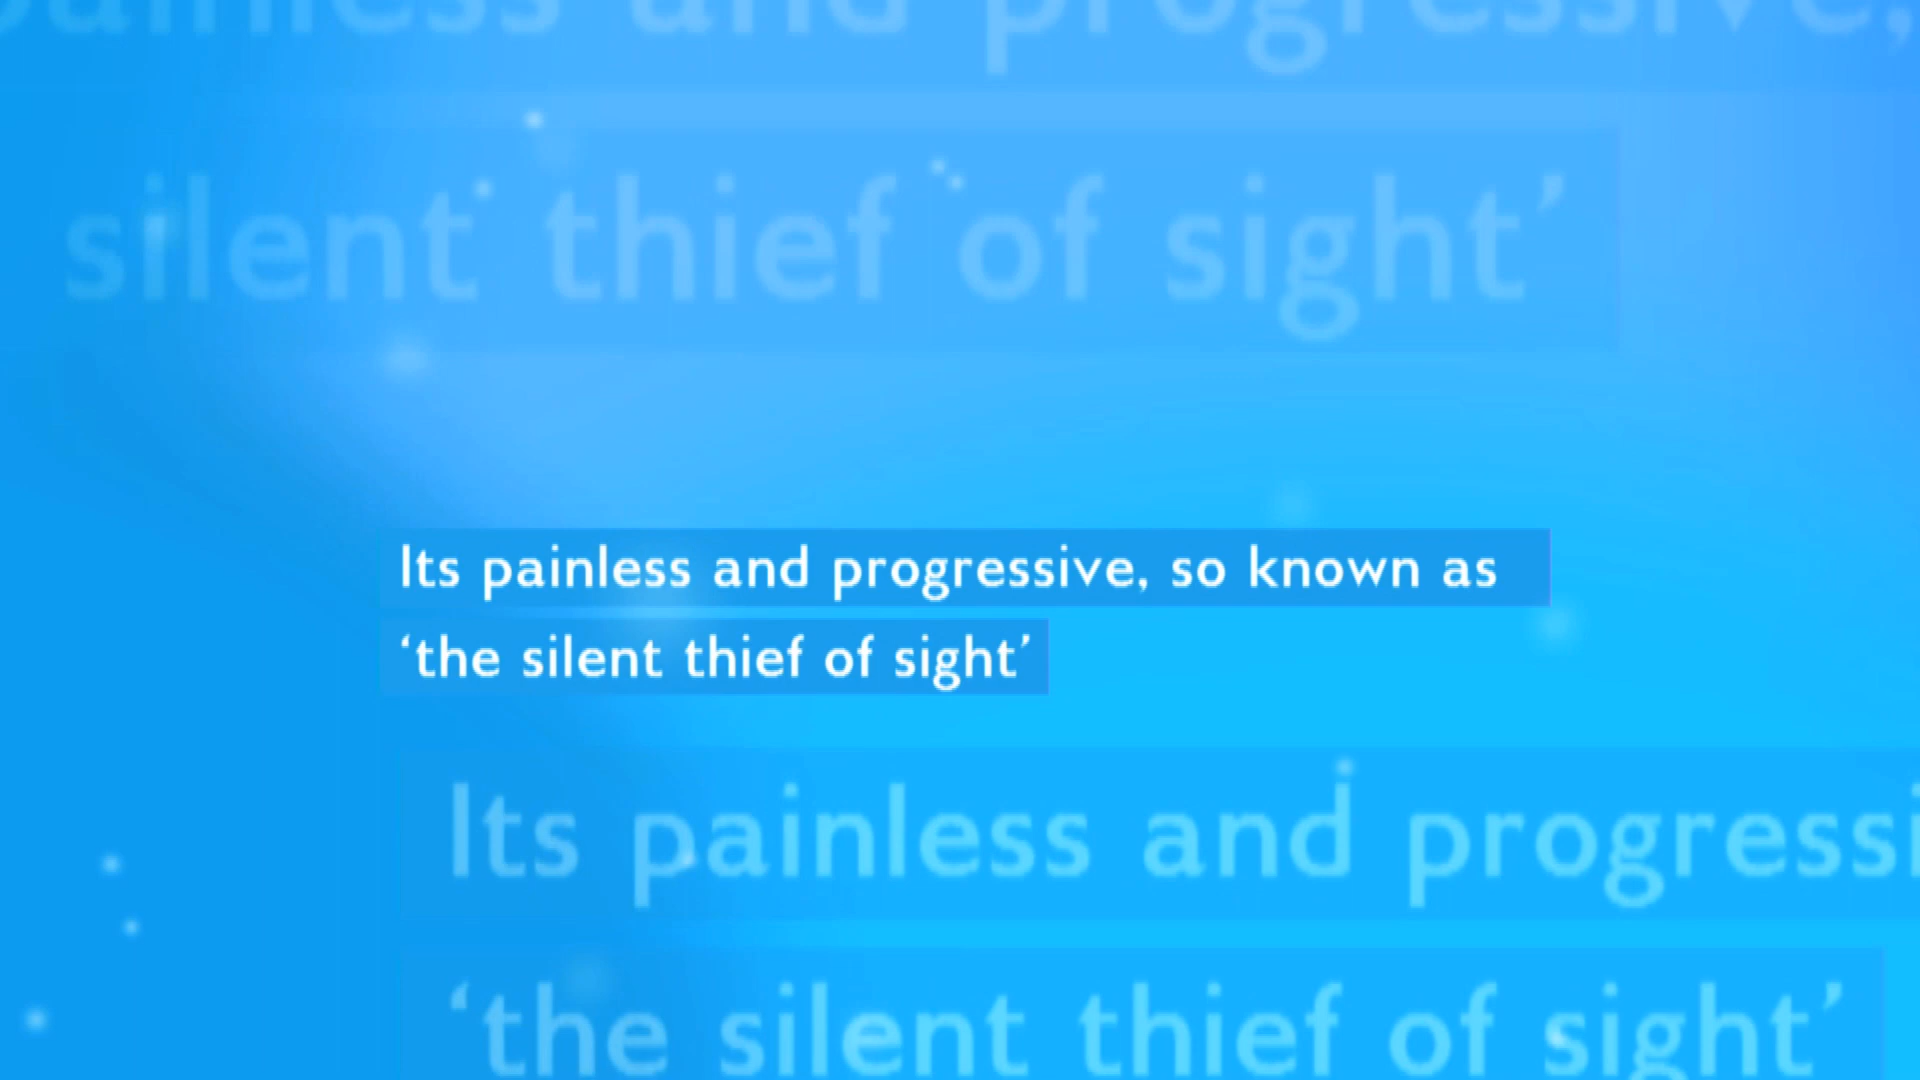 painless and progressive,
silent thief of sight’
Its painless and progressive, so known as
‘the silent thief of sight’
Its painless and progressi
‘the silent thief of sight’